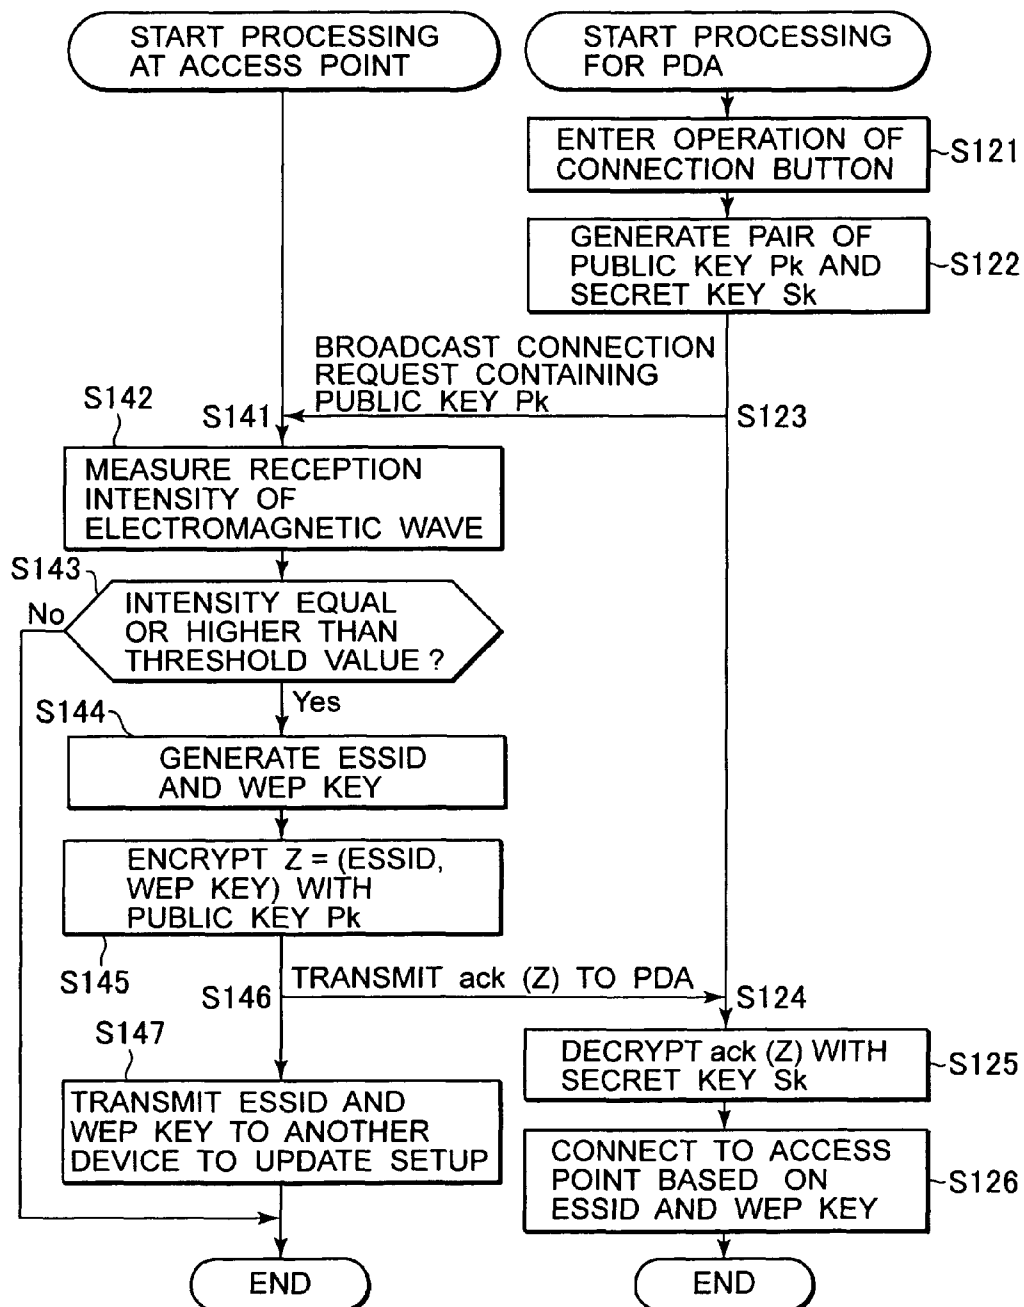 START PROCESSING
AT ACCESS POINT
START PROCESSING
FOR PDA
ENTER OPERATION OF
CONNECTION BUTTON
S121
GENERATE PAIR OF
PUBLIC KEY Pk AND
SECRET KEY Sk
S122
BROADCAST CONNECTION
REQUEST CONTAINING
PUBLIC KEY Pk
S142
S141
S123
MEASURE RECEPTION
INTENSITY OF
ELECTROMAGNETIC WAVE
S143
No
INTENSITY EQUAL
OR HIGHER THAN
THRESHOLD VALUE ?
Yes
S144
GENERATE ESSID
AND WEP KEY
ENCRYPT Z = (ESSID,
WEP KEY) WITH
PUBLIC KEY Pk
S145
TRANSMIT ack (Z) TO PDA
S146
S124
S147
DECRYPT ack (Z) WITH
SECRET KEY Sk
S125
TRANSMIT ESSID AND
WEP KEY TO ANOTHER
DEVICE TO UPDATE SETUP
CONNECT TO ACCESS
POINT BASED ON
ESSID AND WEP KEY
S126
END
END